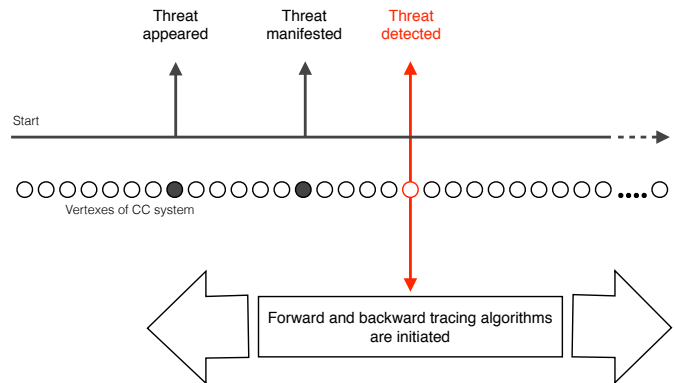 Threat
appeared
Threat
manifested
Threat
detected
Start
Vertexes of CC system
Forward and backward tracing algorithms
are initiated